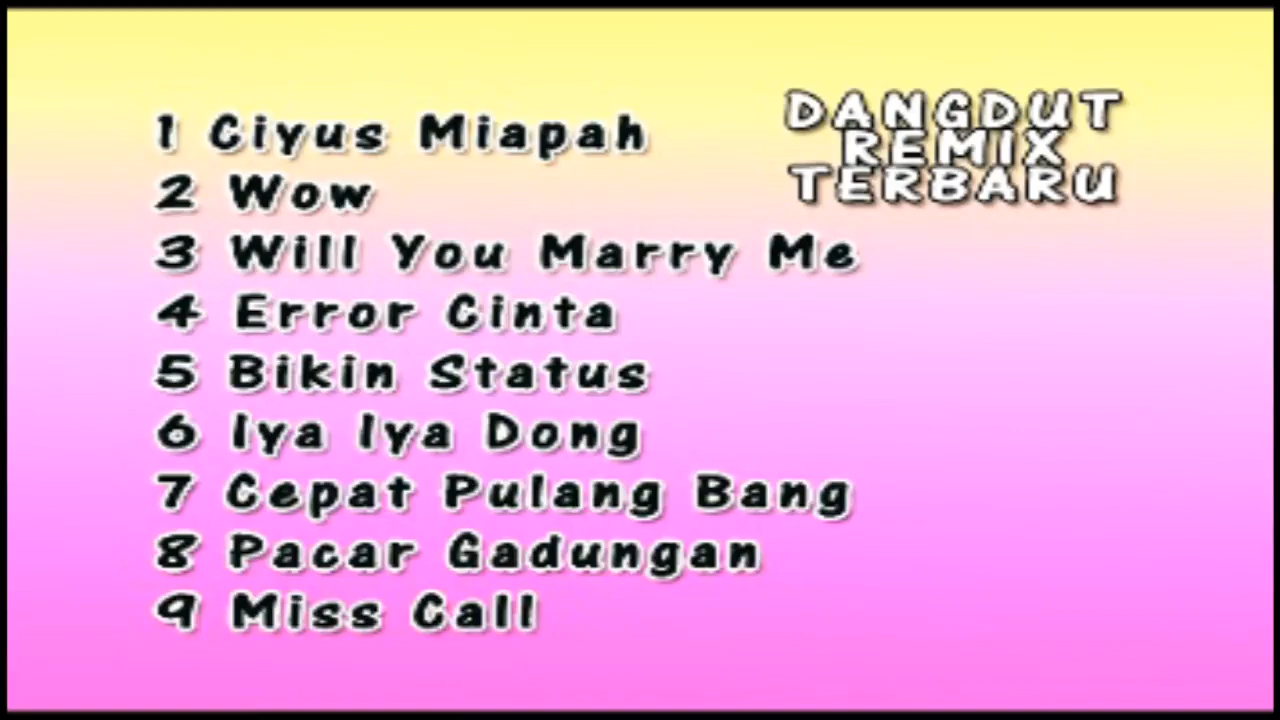 DANGDUT
REMIX
TERBARU
1 Ciyus Miapah
2 Wow
3 Will You Marry Me
4 Error Cinta
5 Bikin Status
6 Iya Iya Dong
7 Cepat Pulang Bang
8 Pacar Gadungan
9 Miss Call